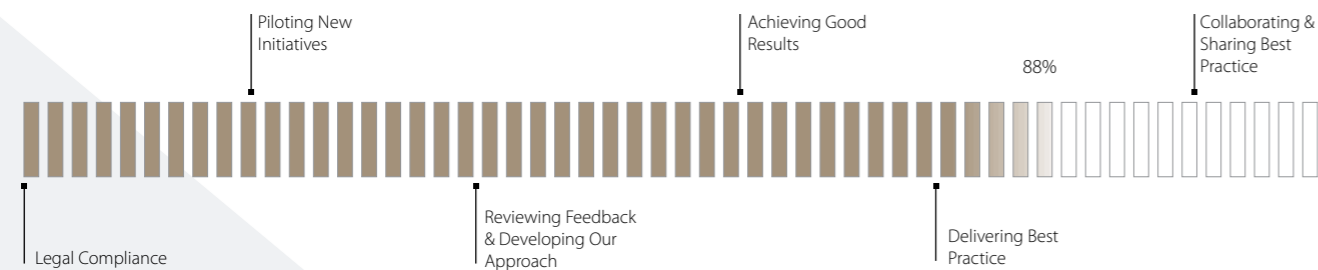 Piloting New
Initiatives
Achieving Good
Results
Collaborating &
Sharing Best
Practice
88%
Legal Compliance
Reviewing Feedback
& Developing Our
Approach
Delivering Best
Practice